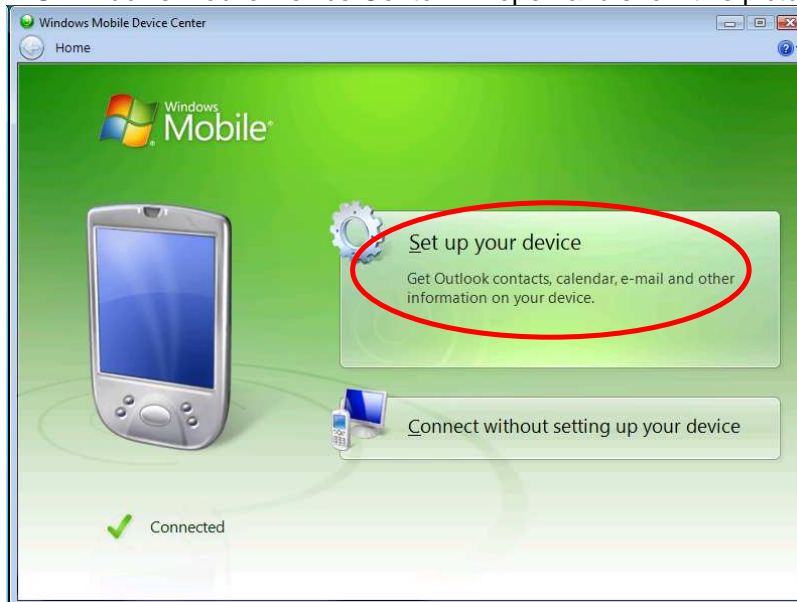 Windows Mobile Device Center
Home
Windows
Mobile®
Set up your device
Get Outlook contacts, calendar, e-mail and other
information on your device.
Connect without setting up your device
Connected